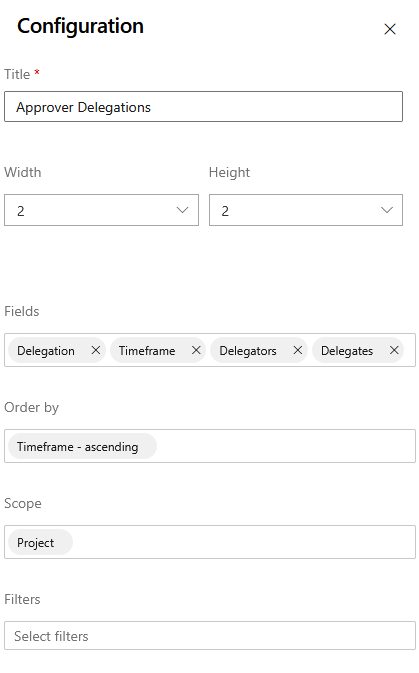 Configuration
Title *
Approver Delegations
Width Height
2 2
Fields
Delegation Timeframe Delegators Delegates
Order by
Timeframe - ascending
Scope
Project
Filters
Select filters